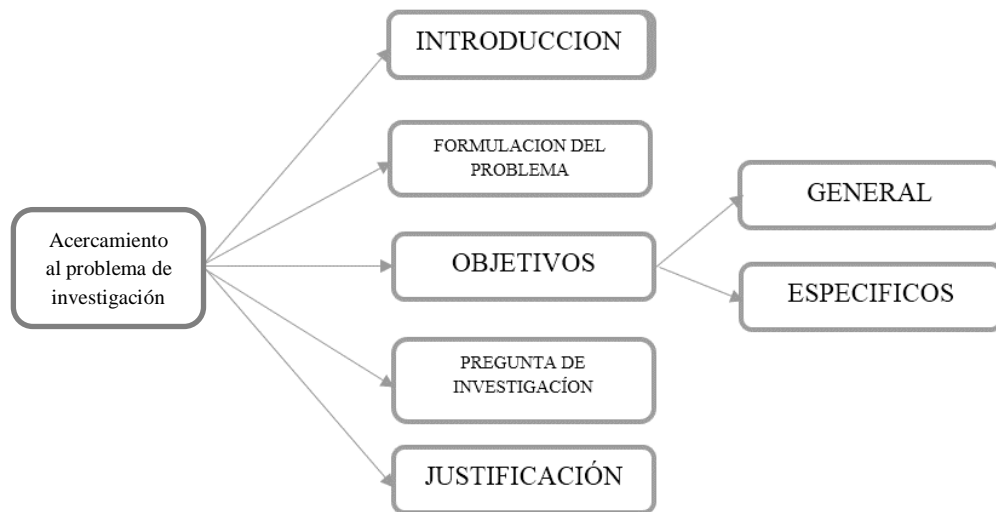 INTRODUCCION
FORMULACION DEL
PROBLEMA
GENERAL
Acercamiento
al problema de
investigación
OBJETIVOS
ESPECIFICOS
PREGUNTA DE
INVESTIGACÍON
JUSTIFICACIÓN